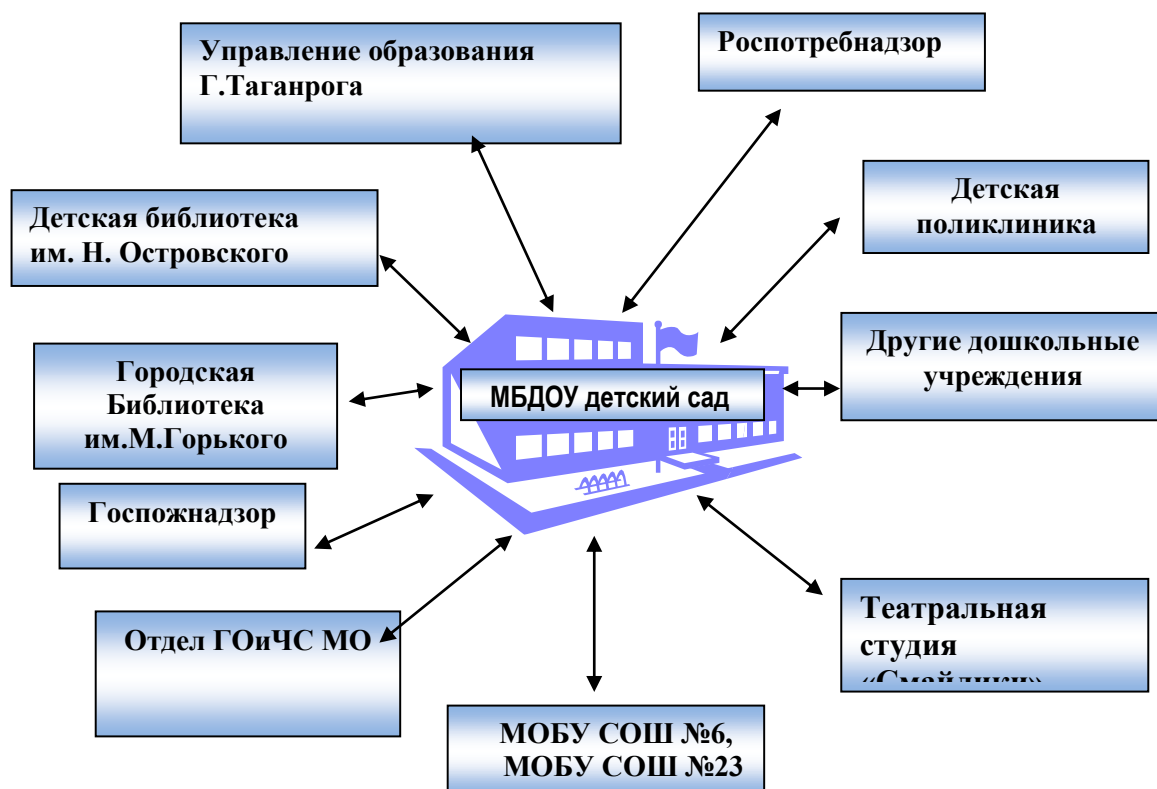 Управление образования
Г.Таганрога
Роспотребнадзор
Детская
поликлиника
Детская библиотека
им. Н. Островского
Другие дошкольные
учреждения
Городская
Библиотека
им.М.Горького
МБДОУ детский сад
Госпожнадзор
Отдел ГОиЧС МО
Театральная
студия
«Смайлики»
МОБУ СОШ №6,
МОБУ СОШ №23